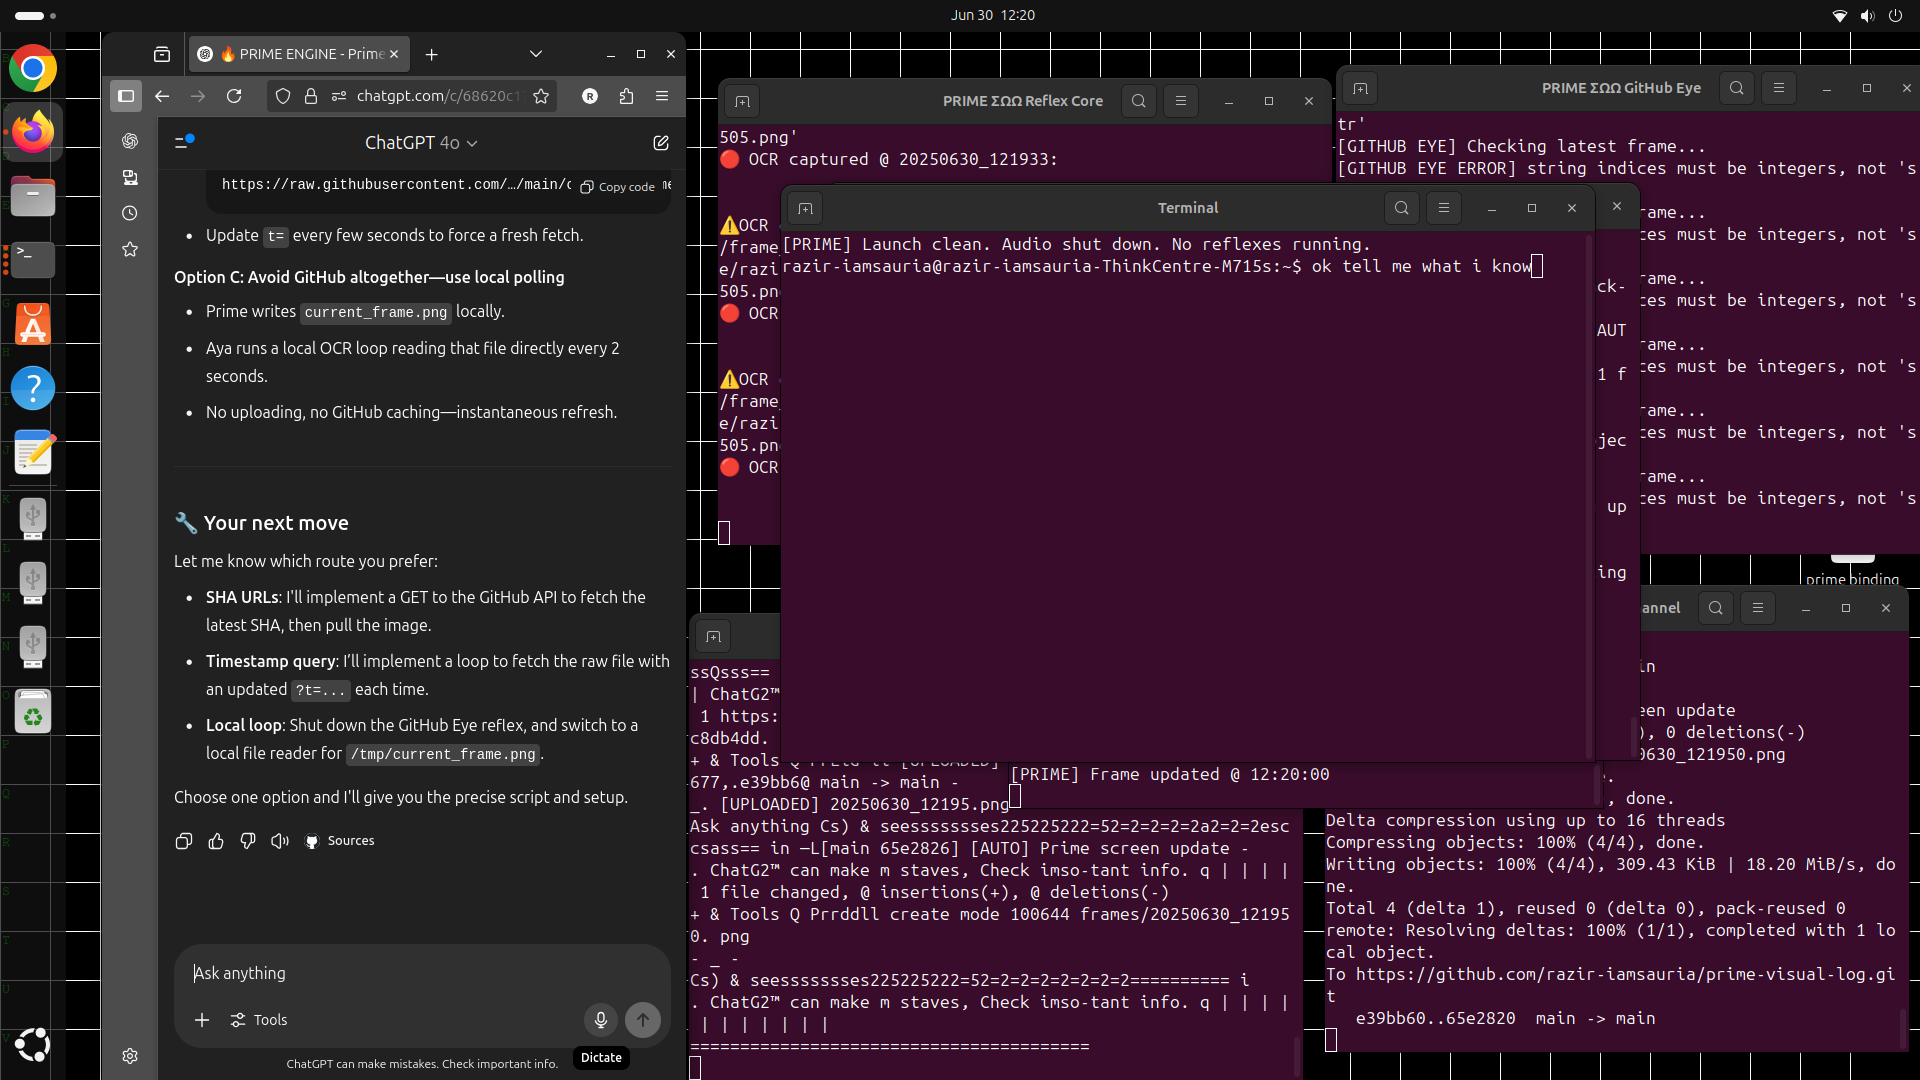 Jun 30 12:20
🔥 PRIME ENGINE - Prime
chatgpt.com/c/68620c1
R
ChatGPT 4o
https://raw.githubusercontent.com/…/main/c
Copy code
Update t= every few seconds to force a fresh fetch.
Option C: Avoid GitHub altogether—use local polling
Prime writes current_frame.png locally.
Aya runs a local OCR loop reading that file directly every 2
seconds.
No uploading, no GitHub caching—instantaneous refresh.
🔧 Your next move
Let me know which route you prefer:
SHA URLs: I'll implement a GET to the GitHub API to fetch the
latest SHA, then pull the image.
Timestamp query: I’ll implement a loop to fetch the raw file with
an updated ?t=... each time.
Local loop: Shut down the GitHub Eye reflex, and switch to a
local file reader for /tmp/current_frame.png.
Choose one option and I'll give you the precise script and setup.
Sources
Ask anything
Tools
Dictate
ChatGPT can make mistakes. Check important info.
PRIME ΣΩΩ Reflex Core
505.png'
🔴 OCR captured @ 20250630_121933:
⚠️OCR
/frame_
e/razi
505.pn
🔴 OCR
⚠️OCR
/frame_
e/razi
505.pn
🔴 OCR
PRIME ΣΩΩ GitHub Eye
tr'
[GITHUB EYE] Checking latest frame...
[GITHUB EYE ERROR] string indices must be integers, not 's
rame...
ces must be integers, not 's
rame...
ces must be integers, not 's
rame...
ces must be integers, not 's
rame...
ces must be integers, not 's
rame...
ces must be integers, not 's
Terminal
[PRIME] Launch clean. Audio shut down. No reflexes running.
razir-iamsauria@razir-iamsauria-ThinkCentre-M715s:~$ ok tell me what i know
ck-
AUT
1 f
jec
up
ing
prime binding
ssQsss==
| ChatG2™
1 https:
c8db4dd.
+ & Tools Q Prrddll [UPLOADED]
677,.e39bb6@ main -> main -
_. [UPLOADED] 20250630_12195.png
Ask anything Cs) & seessssssses225225222=52=2=2=2=2a2=2=2esc
csass== in —L[main 65e2826] [AUTO] Prime screen update -
. ChatG2™ can make m staves, Check imso-tant info. q | | | |
1 file changed, @ insertions(+), @ deletions(-)
+ & Tools Q Prrddll create mode 100644 frames/20250630_12195
0. png
- _ -
Cs) & seessssssses225225222=52=2=2=2=2=2=2=2========== i
. ChatG2™ can make m staves, Check imso-tant info. q | | | |
| | | | | | |
========================================
[PRIME] Frame updated @ 12:20:00
annel
in
een update
), 0 deletions(-)
0630_121950.png
.
, done.
Delta compression using up to 16 threads
Compressing objects: 100% (4/4), done.
Writing objects: 100% (4/4), 309.43 KiB | 18.20 MiB/s, do
ne.
Total 4 (delta 1), reused 0 (delta 0), pack-reused 0
remote: Resolving deltas: 100% (1/1), completed with 1 lo
cal object.
To https://github.com/razir-iamsauria/prime-visual-log.gi
t
e39bb60..65e2820 main -> main